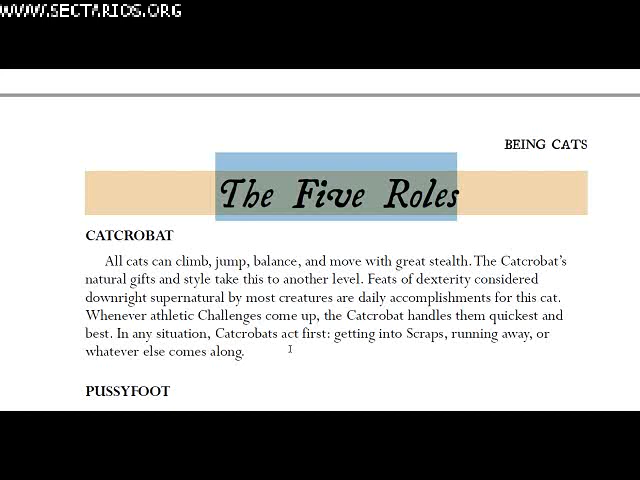 WWW.SECTARIOS.ORG
BEING CATS
The Five Roles
CATCROBAT
All cats can climb, jump, balance, and move with great stealth. The Catcrobat’s
natural gifts and style take this to another level. Feats of dexterity considered
downright supernatural by most creatures are daily accomplishments for this cat.
Whenever athletic Challenges come up, the Catcrobat handles them quickest and
best. In any situation, Catcrobats act first: getting into Scraps, running away, or
whatever else comes along.
PUSSYFOOT